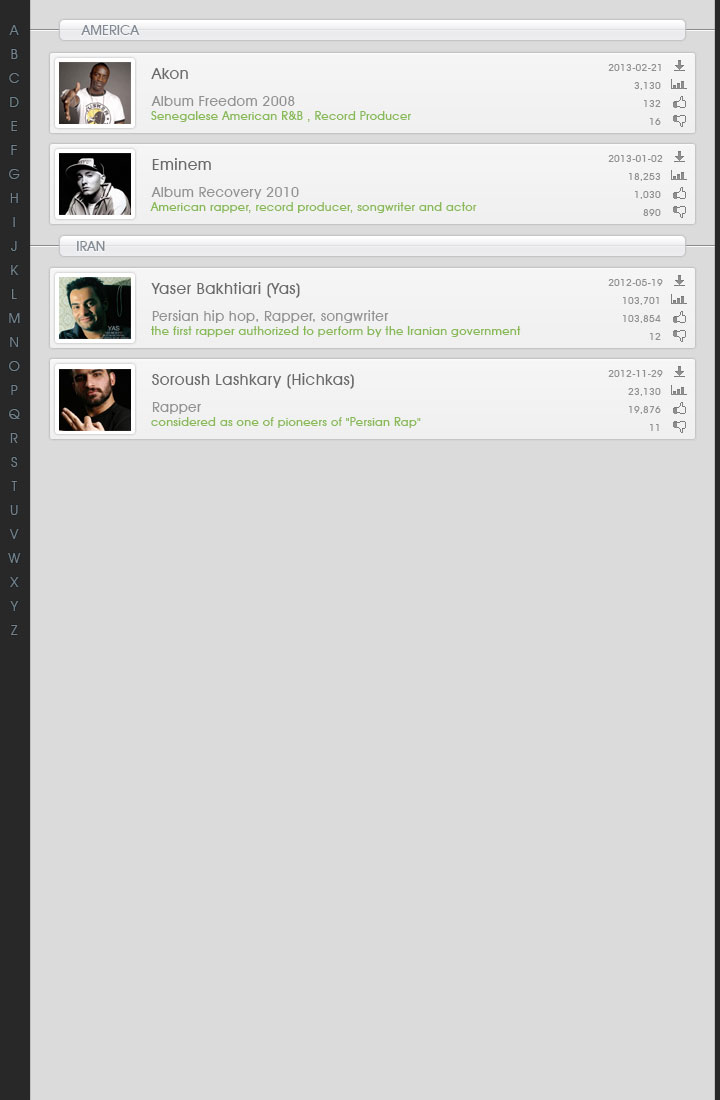 A
B
C
D
E
F
G
H
I
J
K
L
M
N
O
P
Q
R
S
T
U
V
W
X
Y
Z
AMERICA
Akon
Album Freedom 2008
Senegalese American R&B , Record Producer
2013-02-21
3,130
132
16
Eminem
Album Recovery 2010
American rapper, record producer, songwriter and actor
2013-01-02
18,253
1,030
890
IRAN
YAS
Yaser Bakhtiari (Yas)
Persian hip hop, Rapper, songwriter
the first rapper authorized to perform by the Iranian government
2012-05-19
103,701
103,854
12
Soroush Lashkary (Hichkas)
Rapper
considered as one of pioneers of "Persian Rap"
2012-11-29
23,130
19,876
11